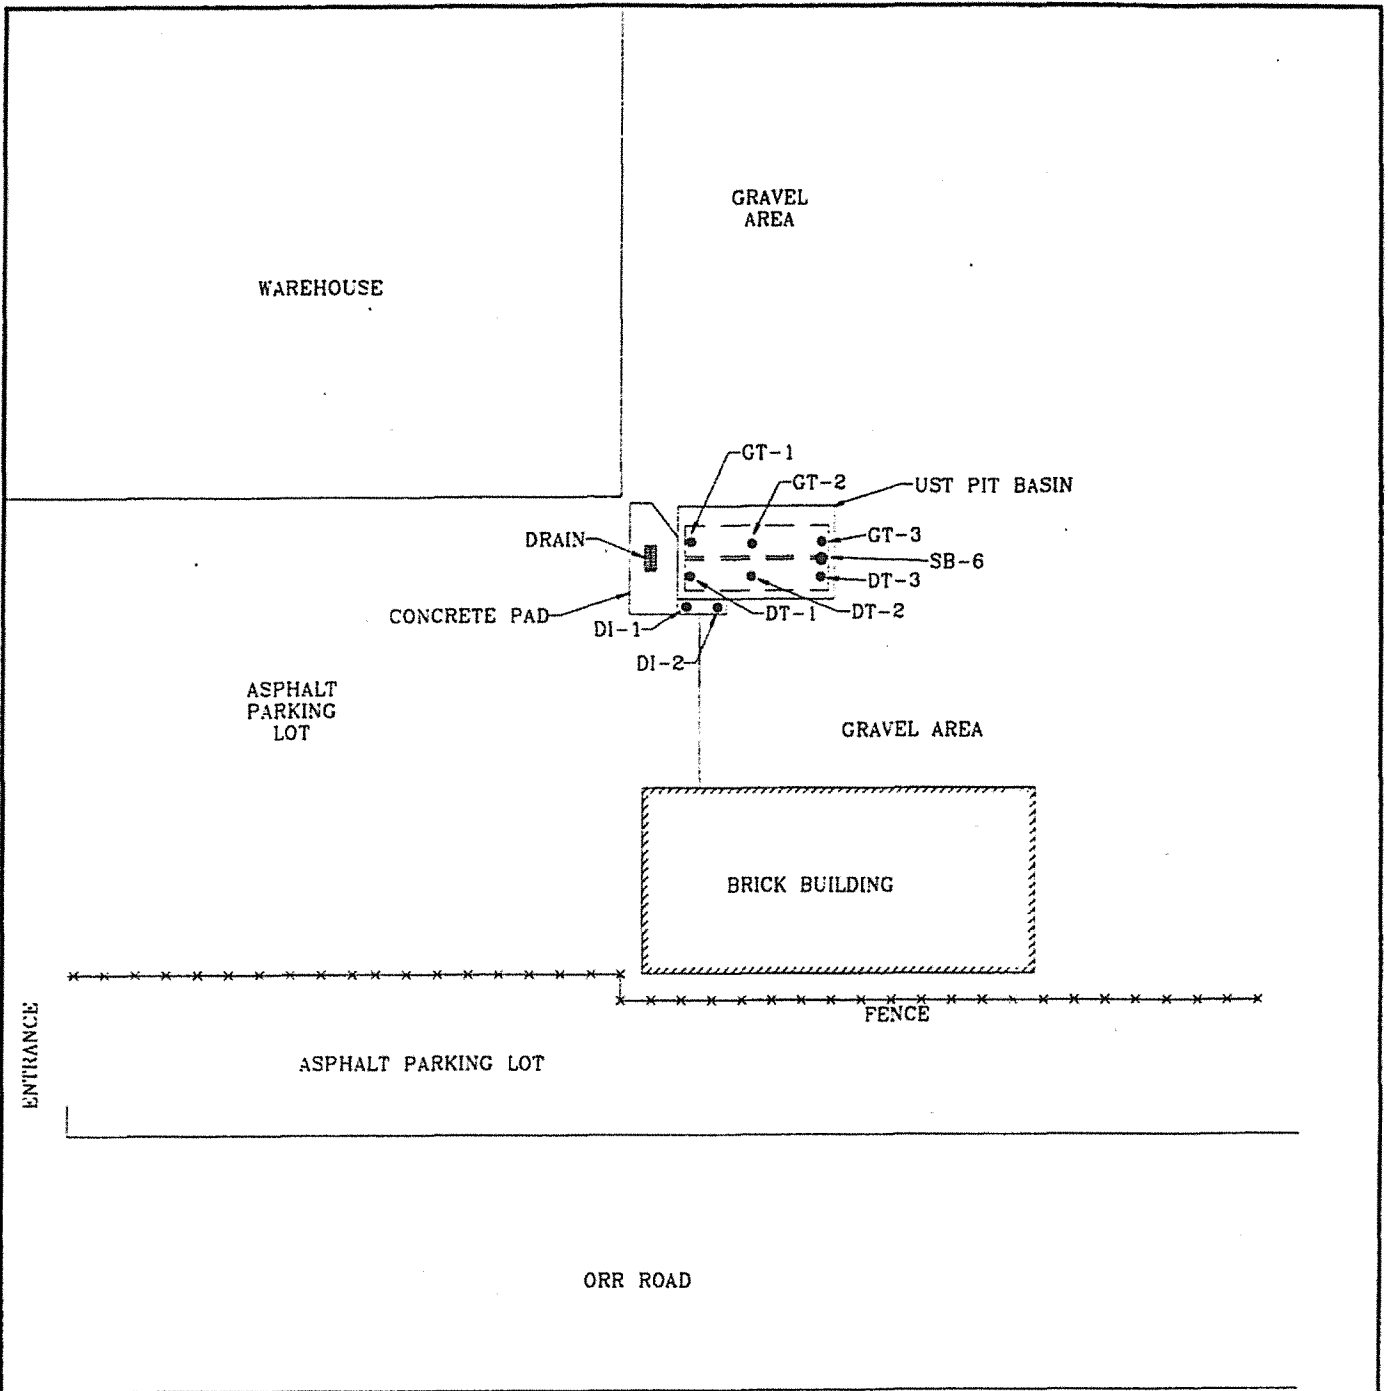 GRAVEL
AREA
WAREHOUSE
GT-1
GT-2
UST PIT BASIN
DRAIN
GT-3
SB-6
DT-3
CONCRETE PAD
DI-1
DT-1
DT-2
DI-2
ASPHALT
PARKING
LOT
GRAVEL AREA
BRICK BUILDING
ENTRANCE
FENCE
ASPHALT PARKING LOT
ORR ROAD